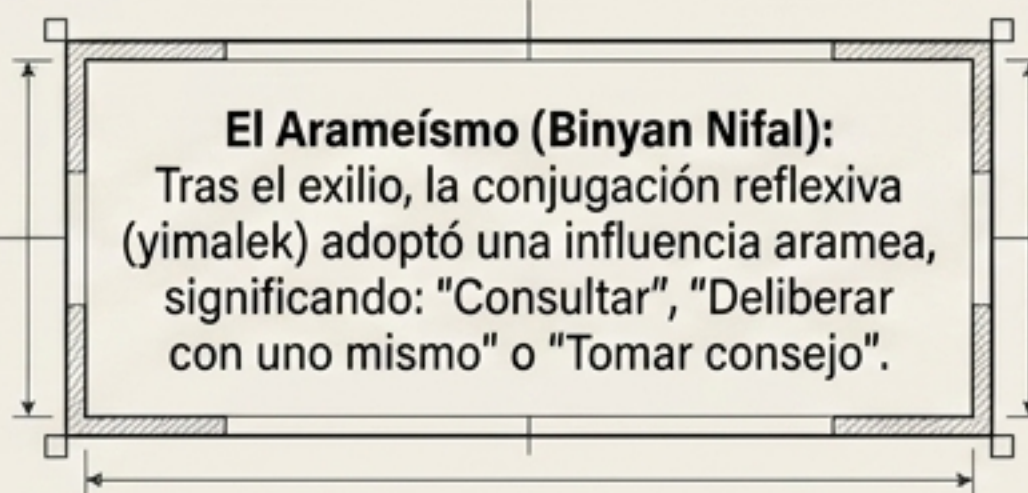 El Arameísmo (Binyan Nifal):
Tras el exilio, la conjugación reflexiva
(yimalek) adoptó una influencia aramea,
significando: "Consultar", "Deliberar
con uno mismo" o "Tomar consejo".